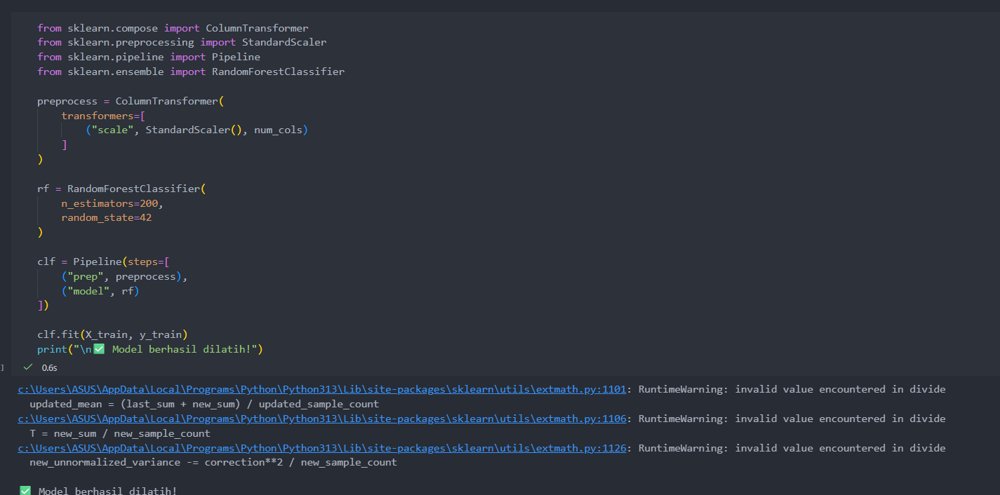 from sklearn.compose import ColumnTransformer
from sklearn.preprocessing import StandardScaler
from sklearn.pipeline import Pipeline
from sklearn.ensemble import RandomForestClassifier

preprocess = ColumnTransformer(
    transformers=[
        ("scale", StandardScaler(), num_cols)
    ]
)

rf = RandomForestClassifier(
    n_estimators=200,
    random_state=42
)

clf = Pipeline(steps=[
    ("prep", preprocess),
    ("model", rf)
])

clf.fit(X_train, y_train)
print("\n✅ Model berhasil dilatih!")
] ✓ 0.6s
c:\Users\ASUS\AppData\Local\Programs\Python\Python313\Lib\site-packages\sklearn\utils\extmath.py:1101: RuntimeWarning: invalid value encountered in divide
  updated_mean = (last_sum + new_sum) / updated_sample_count
c:\Users\ASUS\AppData\Local\Programs\Python\Python313\Lib\site-packages\sklearn\utils\extmath.py:1106: RuntimeWarning: invalid value encountered in divide
  T = new_sum / new_sample_count
c:\Users\ASUS\AppData\Local\Programs\Python\Python313\Lib\site-packages\sklearn\utils\extmath.py:1126: RuntimeWarning: invalid value encountered in divide
  new_unnormalized_variance -= correction**2 / new_sample_count

✅ Model berhasil dilatih!